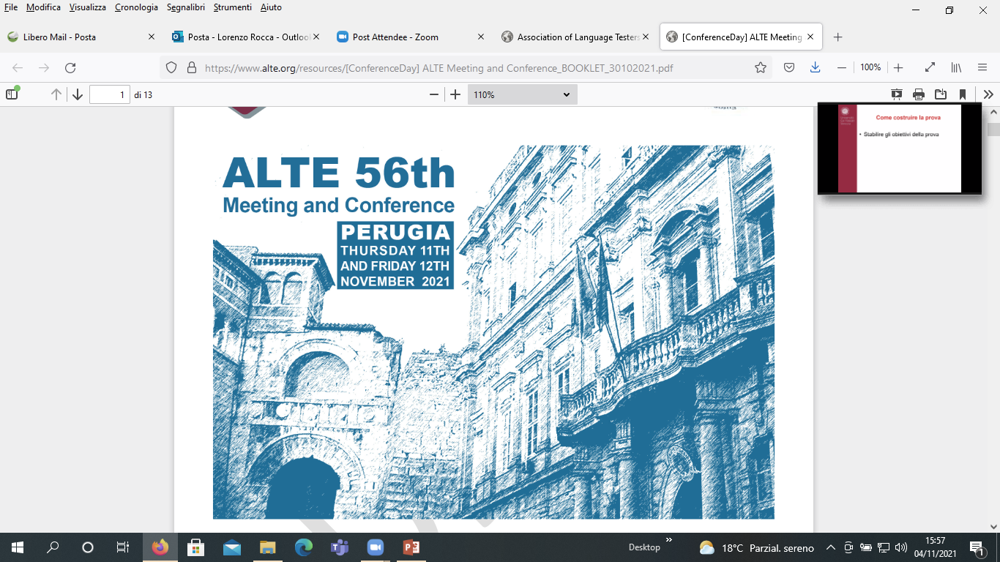 File Modifica Visualizza Cronologia Segnalibri Strumenti Aiuto
Libero Mail - Posta
Posta - Lorenzo Rocca - Outlook
Post Attendee - Zoom
Association of Language Testers
[ConferenceDay] ALTE Meeting
https://www.alte.org/resources/[ConferenceDay] ALTE Meeting and Conference_BOOKLET_30102021.pdf
100%
1 di 13
110%
Come costruire la prova
• Stabilire gli obiettivi della prova
ALTE 56th
Meeting and Conference
PERUGIA
THURSDAY 11TH
AND FRIDAY 12TH
NOVEMBER 2021
Desktop
18°C Parzial. sereno
15:57
04/11/2021
1